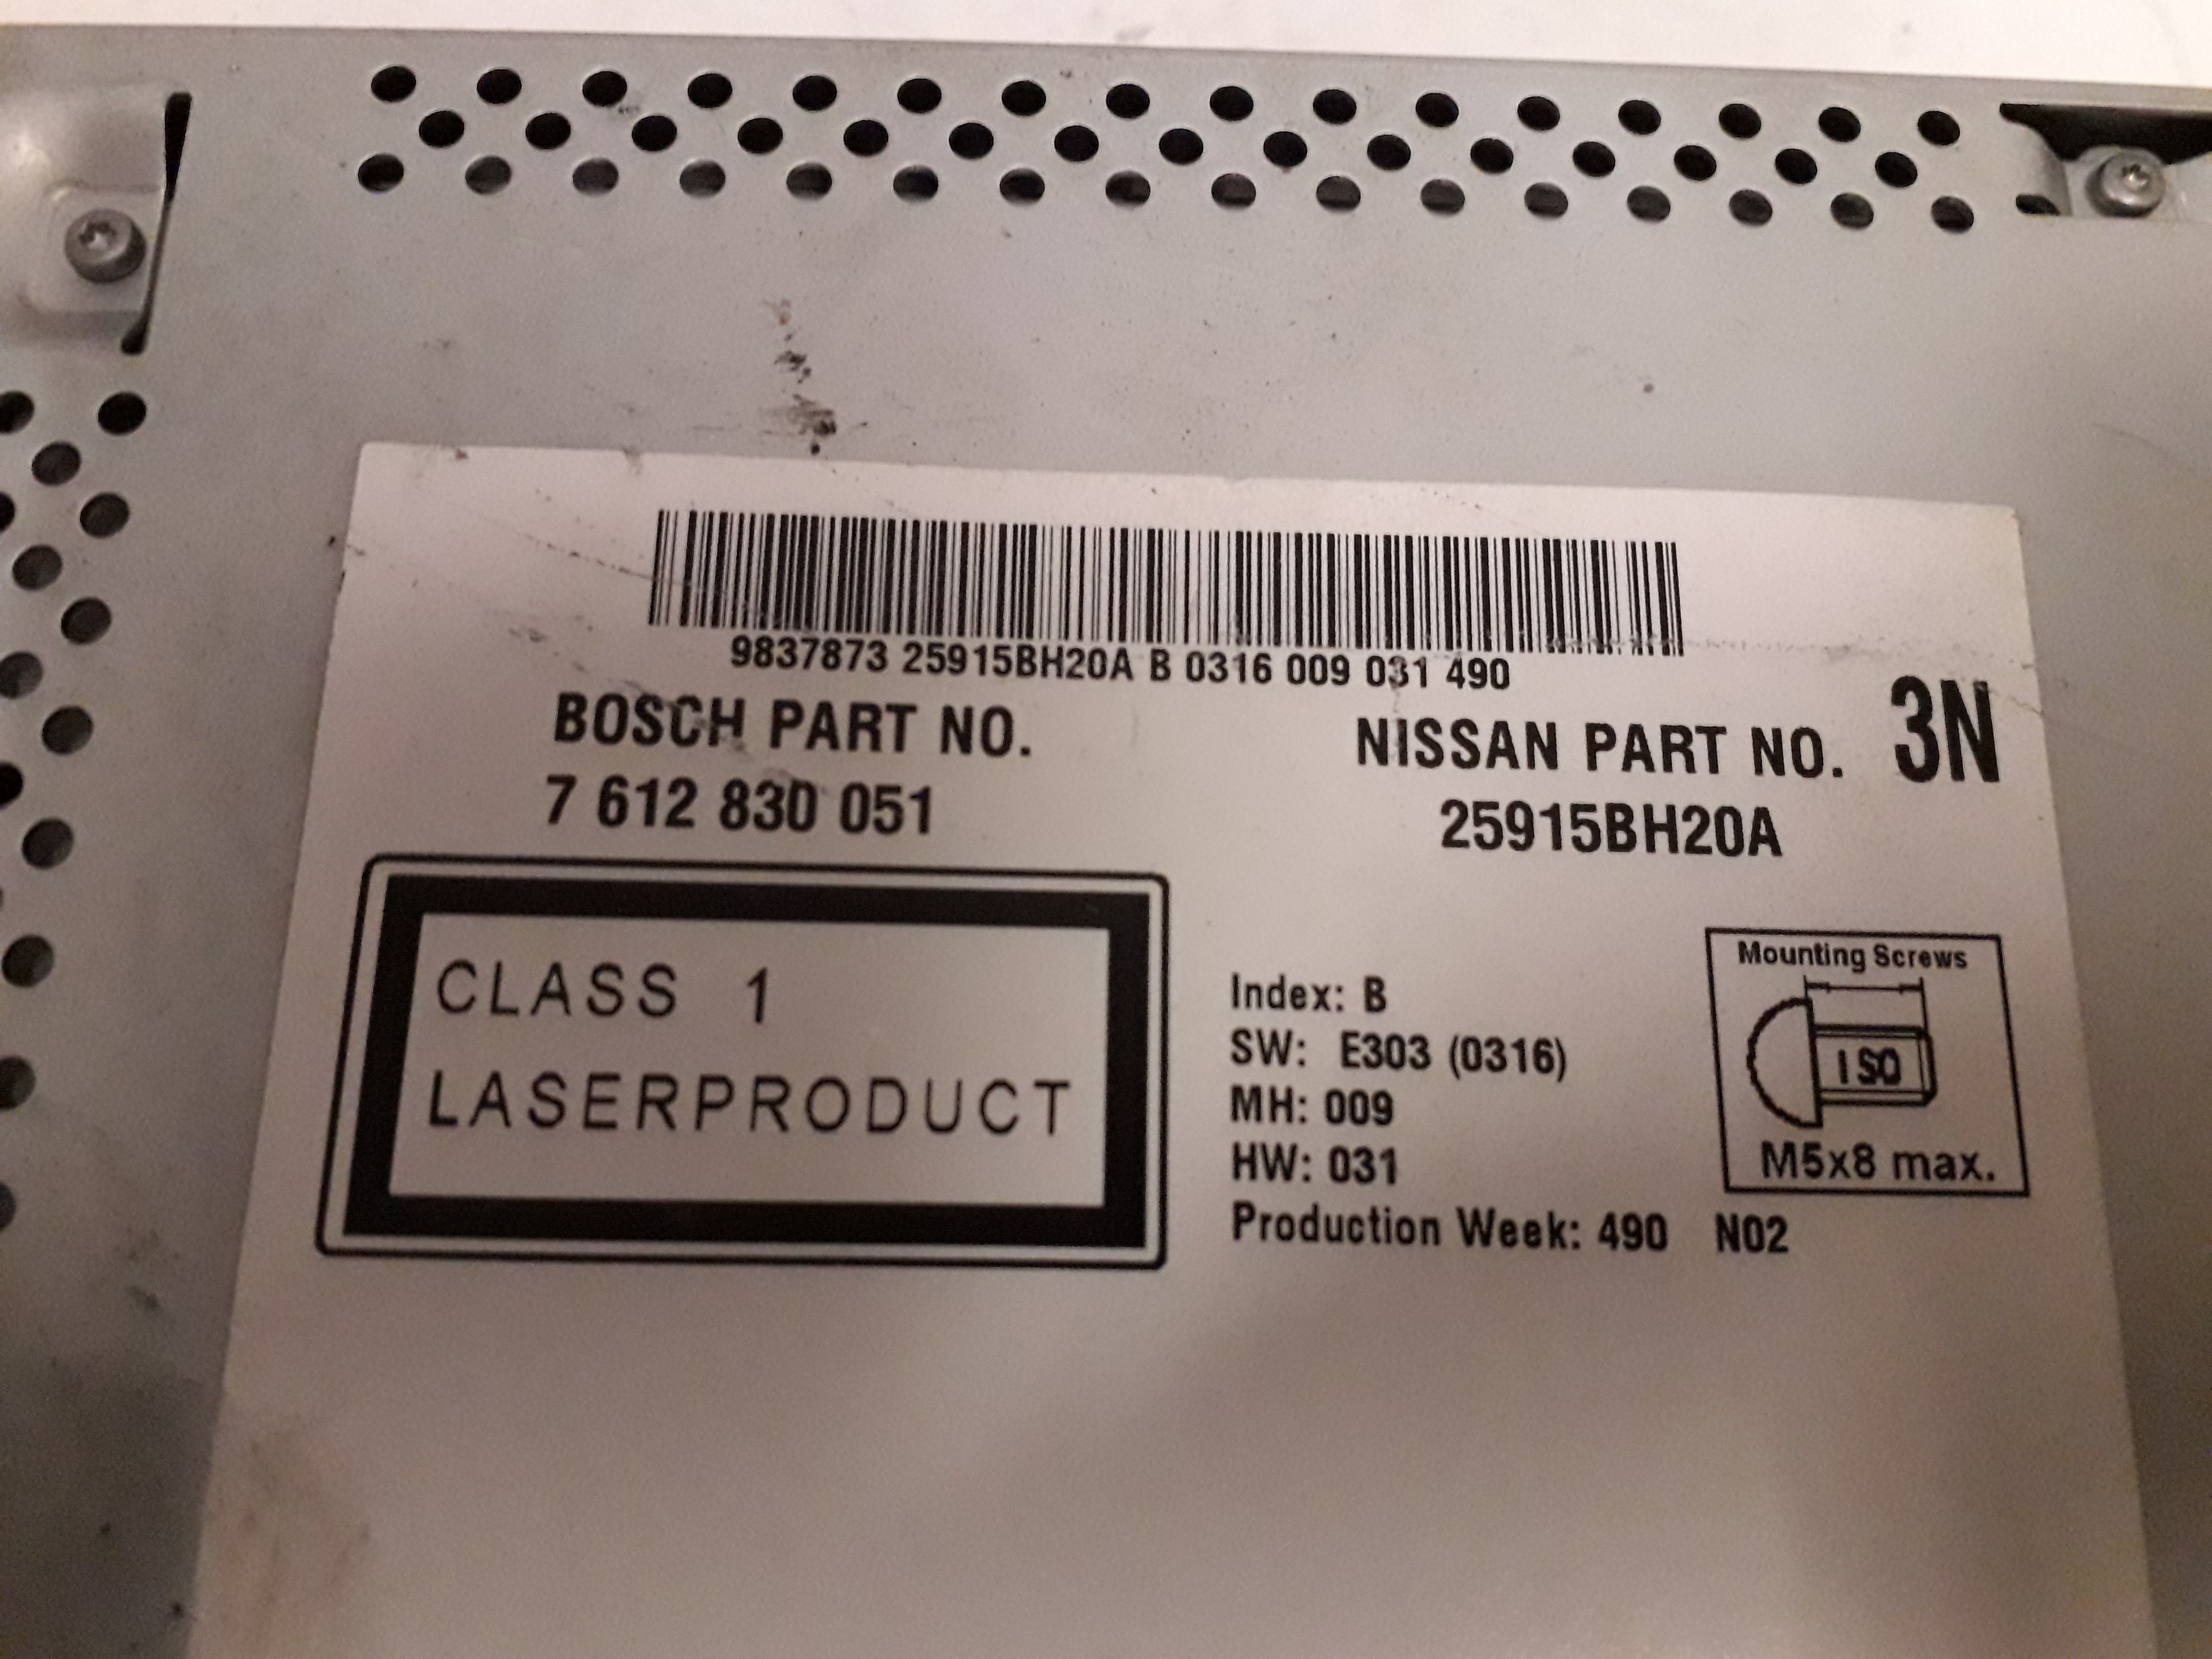 9837873 25915BH20A B 0316 009 031 490
BOSCH PART NO.
7 612 830 051
NISSAN PART NO. 3N
25915BH20A
CLASS 1
LASERPRODUCT
Index: B
SW: E303 (0316)
MH: 009
HW: 031
Production Week: 490 N02
Mounting Screws
ISO
M5x8 max.